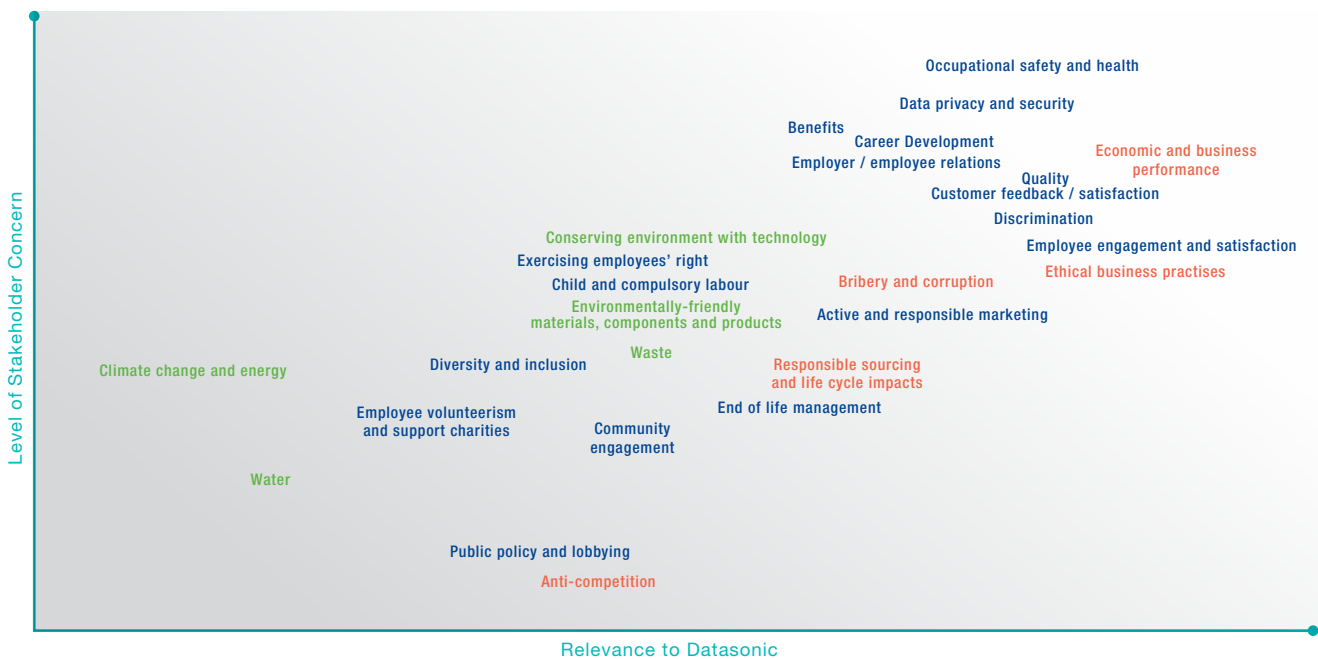 Level of Stakeholder Concern
Occupational safety and health
Data privacy and security
Benefits
Career Development
Economic and business
performance
Employer / employee relations
Quality
Customer feedback / satisfaction
Discrimination
Conserving environment with technology
Employee engagement and satisfaction
Exercising employees’ right
Ethical business practises
Child and compulsory labour
Bribery and corruption
Environmentally-friendly
materials, components and products
Active and responsible marketing
Waste
Diversity and inclusion
Responsible sourcing
and life cycle impacts
Climate change and energy
End of life management
Employee volunteerism
and support charities
Community
engagement
Water
Public policy and lobbying
Anti-competition
Relevance to Datasonic